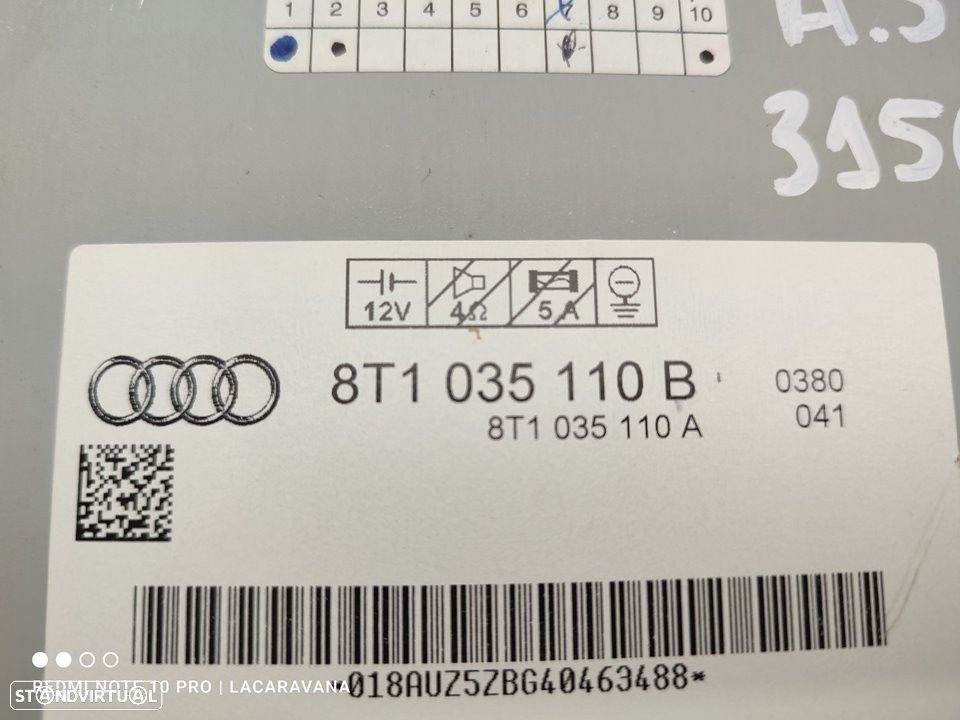 1 2 3 4 5 6 7 8 9 10
A.5
315
12V 4Ω 5 A
8T1 035 110 B
0380
8T1 035 110 A
041
018AUZ5ZBG40463488*
REDMI NOTE 10 PRO | LACARAVANA
STANDVIRTUAL